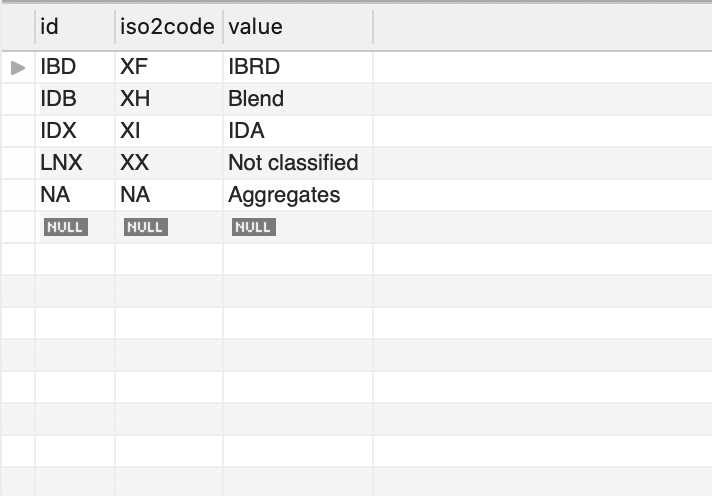 id iso2code value
IBD XF IBRD
IDB XH Blend
IDX XI IDA
LNX XX Not classified
NA NA Aggregates
NULL NULL NULL